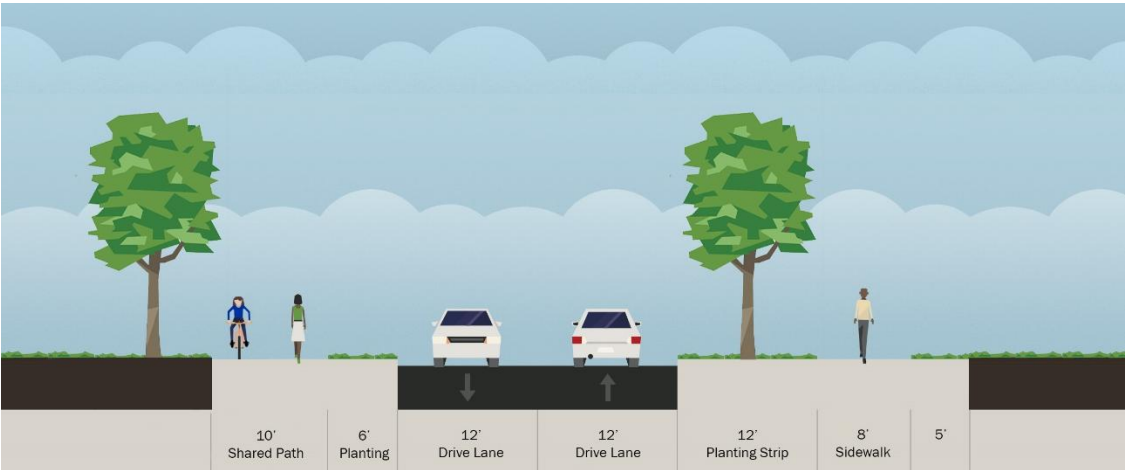 10’
Shared Path
6’
Planting
12’
Drive Lane
12’
Drive Lane
12’
Planting Strip
8’
Sidewalk
5’